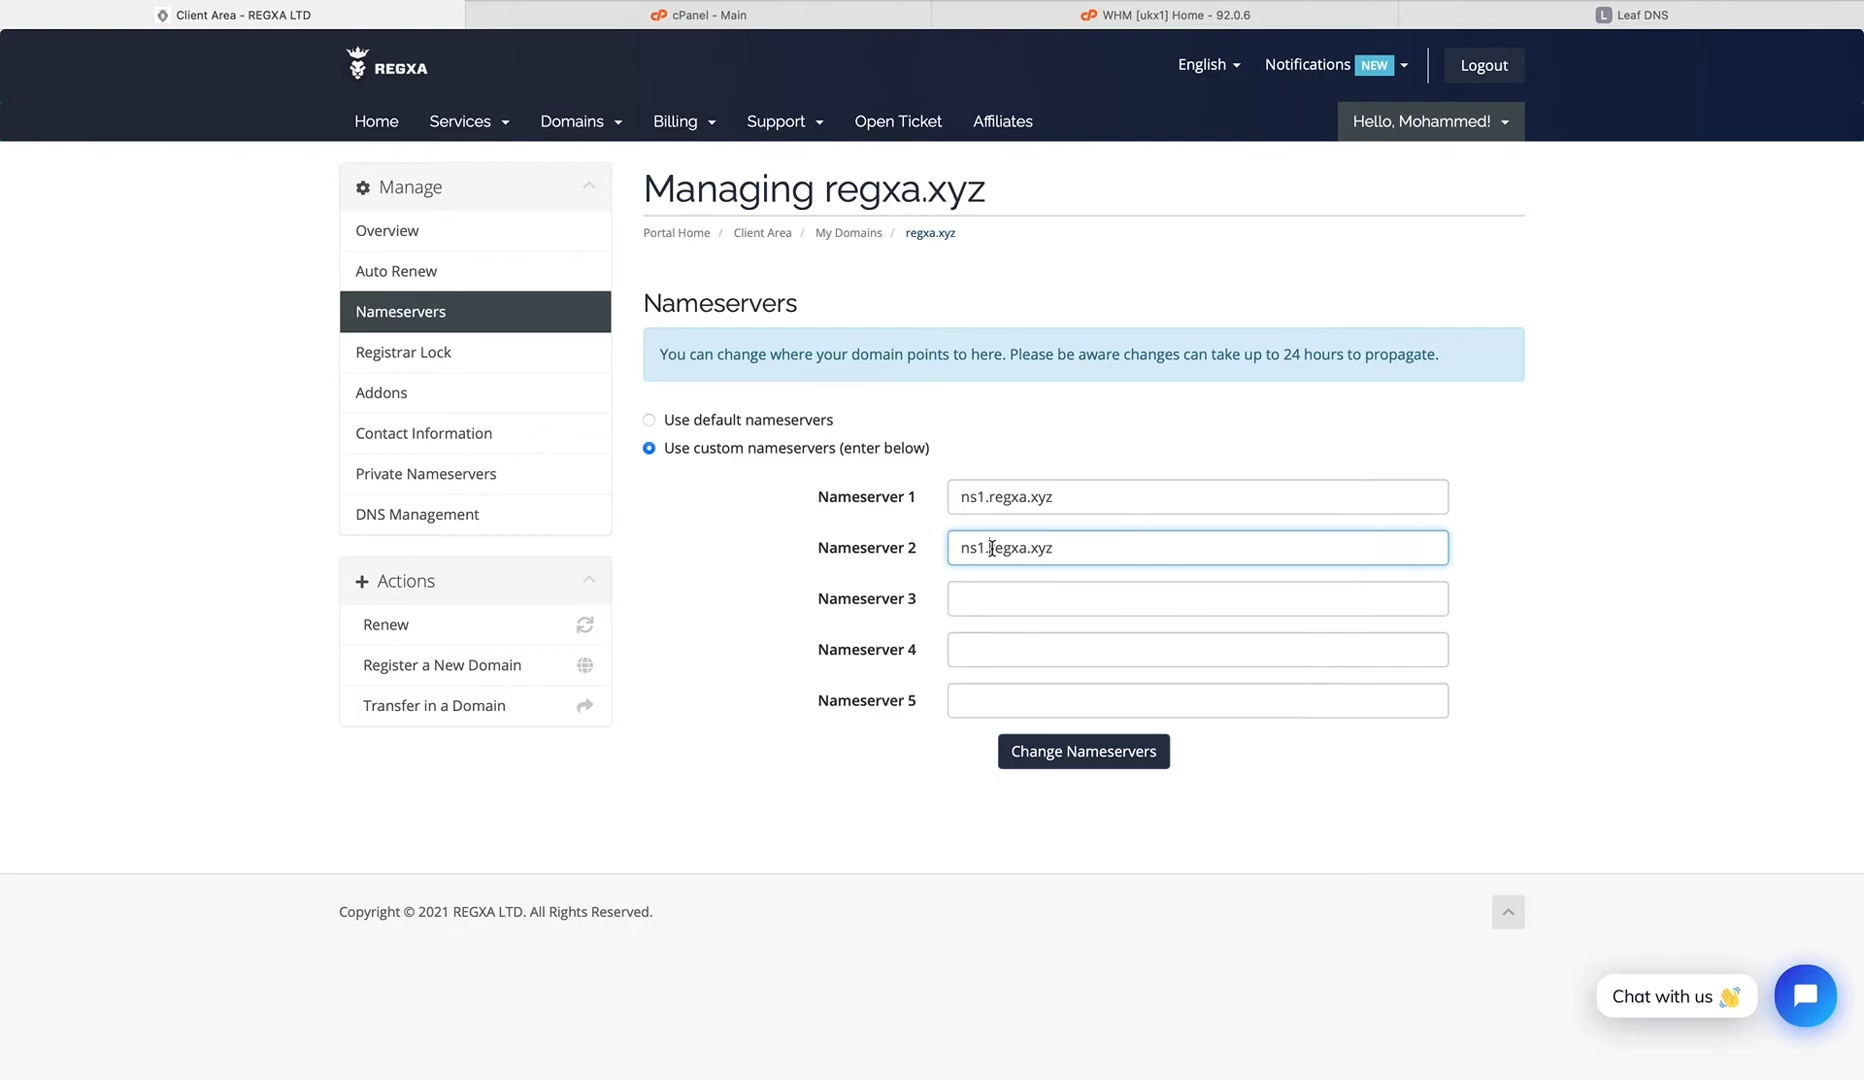 Client Area - REGXA LTD
cPanel - Main
WHM [ukx1] Home - 92.0.6
L Leaf DNS
REGXA
English
Notifications NEW
Logout
Home
Services
Domains
Billing
Support
Open Ticket
Affiliates
Hello, Mohammed!
Manage
Overview
Auto Renew
Nameservers
Registrar Lock
Addons
Contact Information
Private Nameservers
DNS Management
Actions
Renew
Register a New Domain
Transfer in a Domain
Managing regxa.xyz
Portal Home / Client Area / My Domains / regxa.xyz
Nameservers
You can change where your domain points to here. Please be aware changes can take up to 24 hours to propagate.
Use default nameservers
Use custom nameservers (enter below)
Nameserver 1 ns1.regxa.xyz
Nameserver 2 ns1.regxa.xyz
Nameserver 3
Nameserver 4
Nameserver 5
Change Nameservers
Copyright © 2021 REGXA LTD. All Rights Reserved.
Chat with us 👋